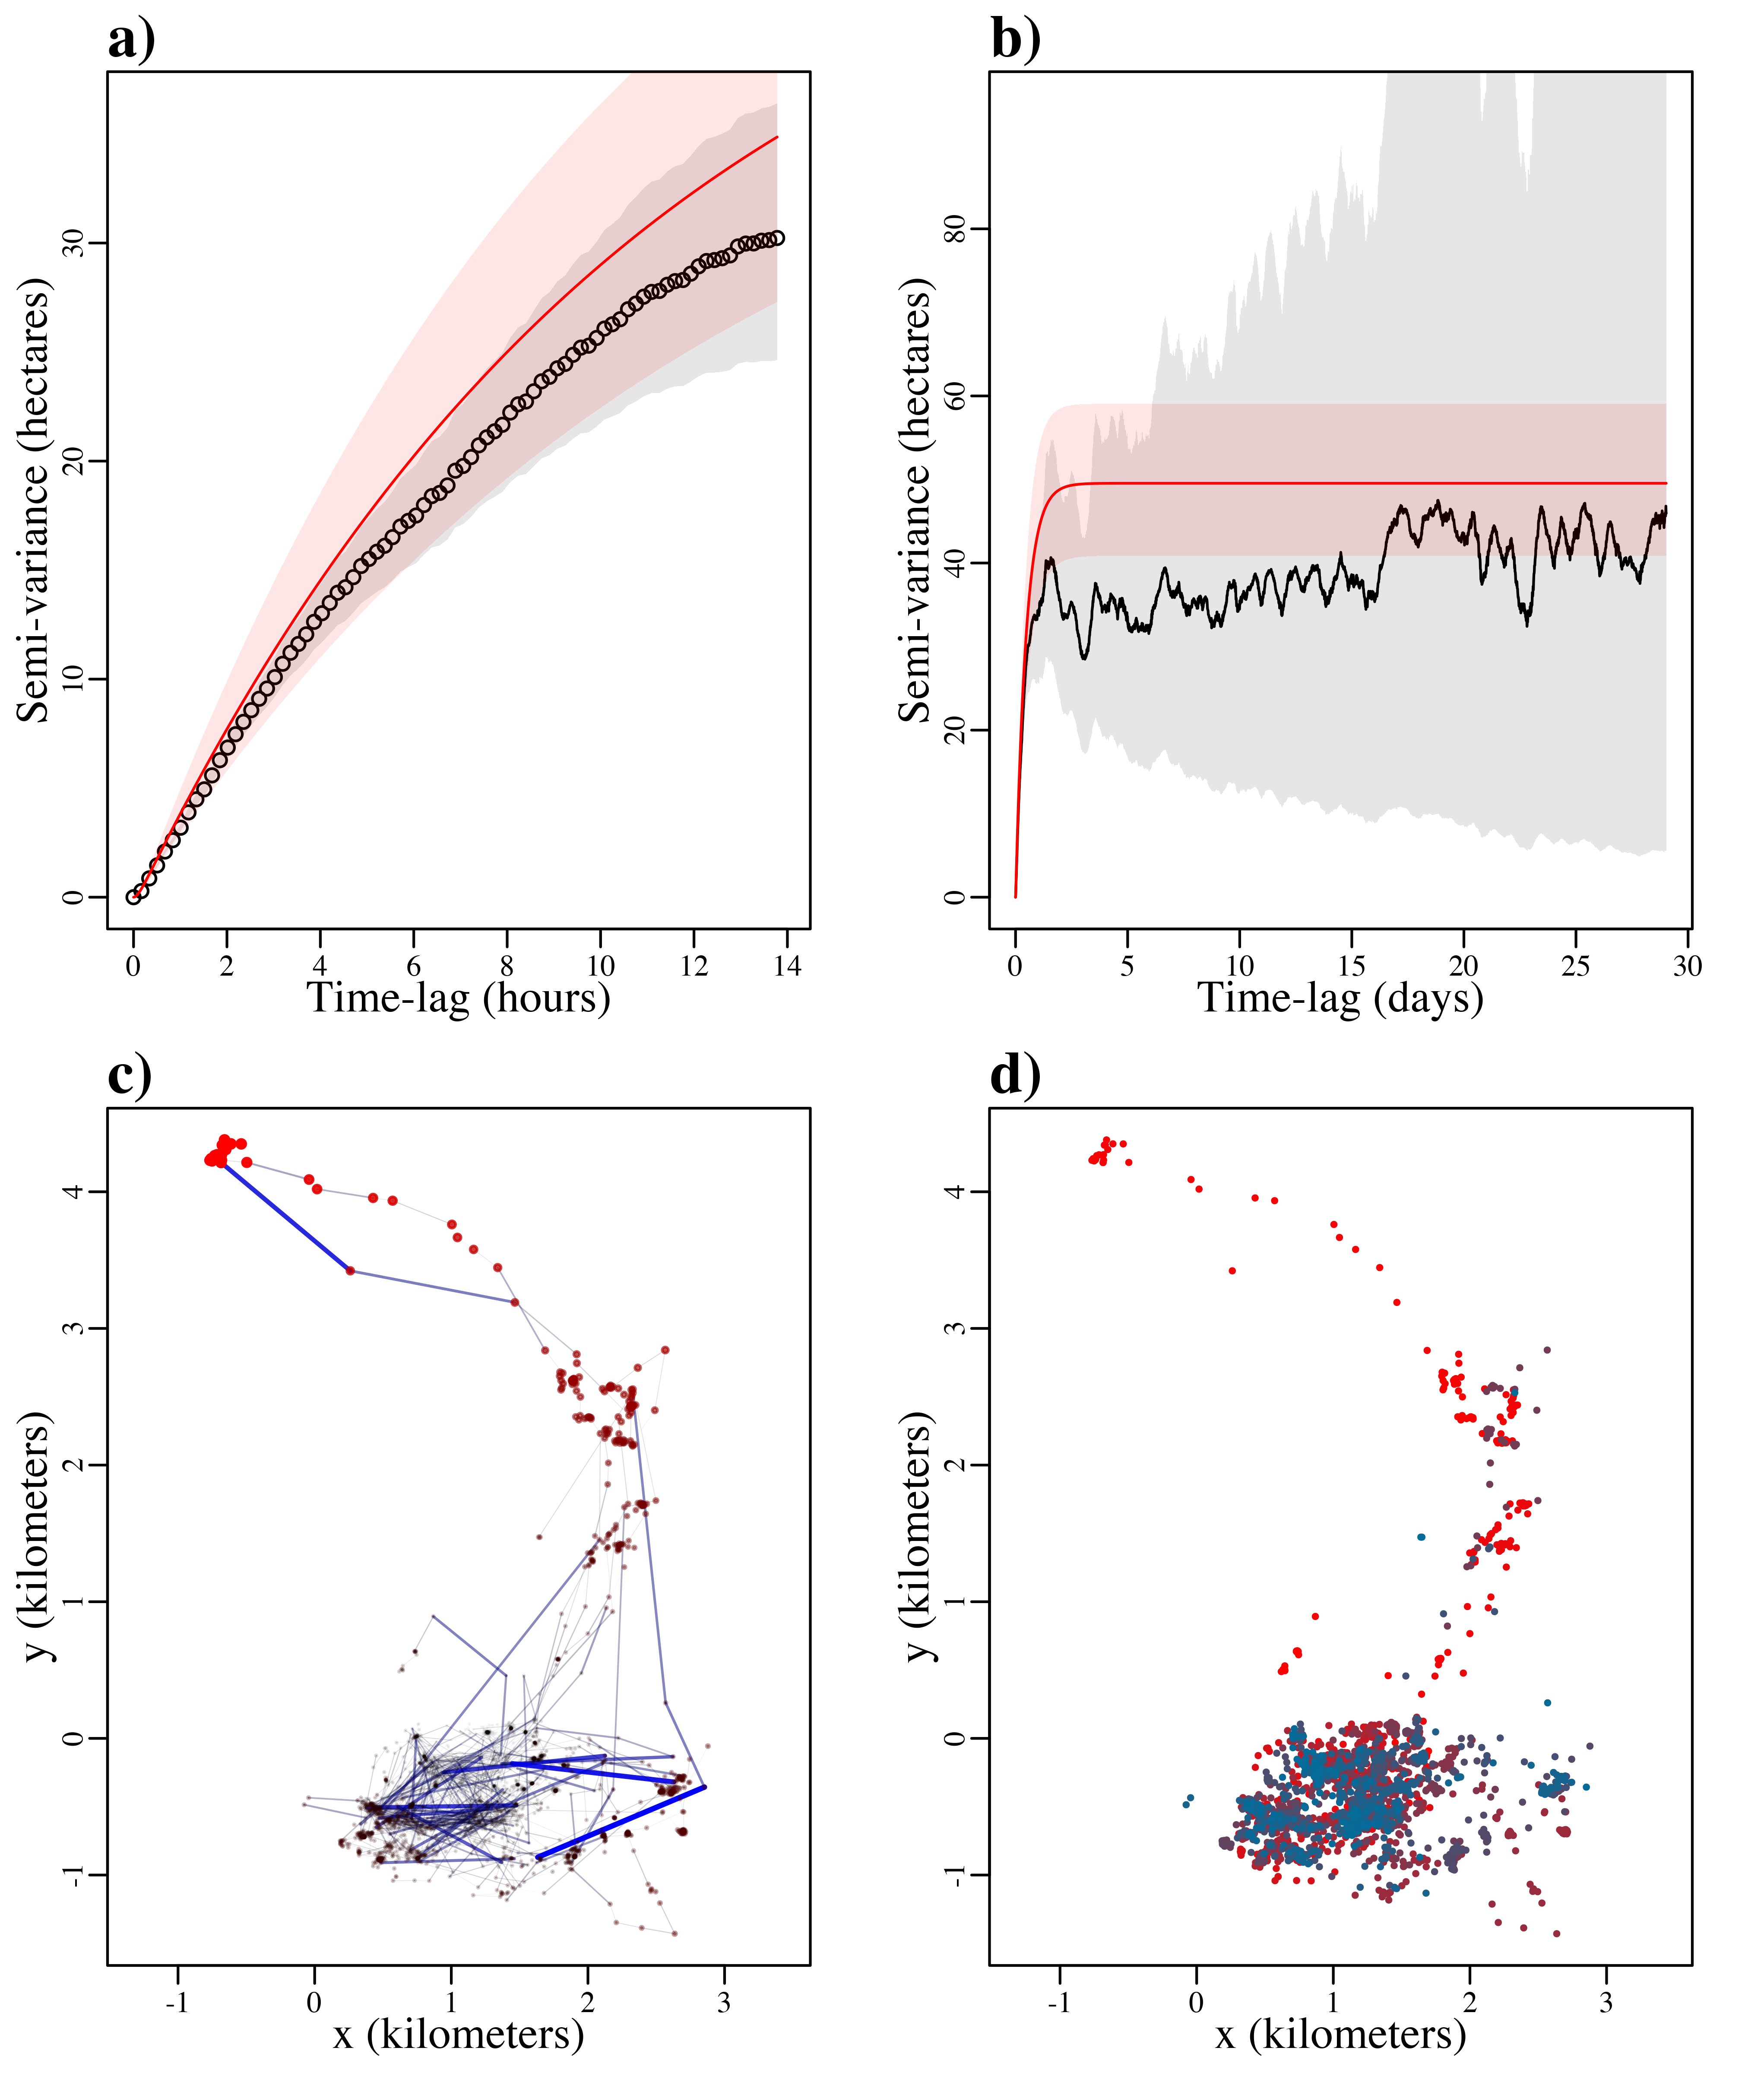 a)
Semi-variance (hectares)
0 10 20 30
0 2 4 6 8 10 12 14
Time-lag (hours)
b)
Semi-variance (hectares)
0 20 40 60 80
0 5 10 15 20 25 30
Time-lag (days)
c)
y (kilometers)
-1 0 1 2 3 4
-1 0 1 2 3
x (kilometers)
d)
y (kilometers)
-1 0 1 2 3 4
-1 0 1 2 3
x (kilometers)